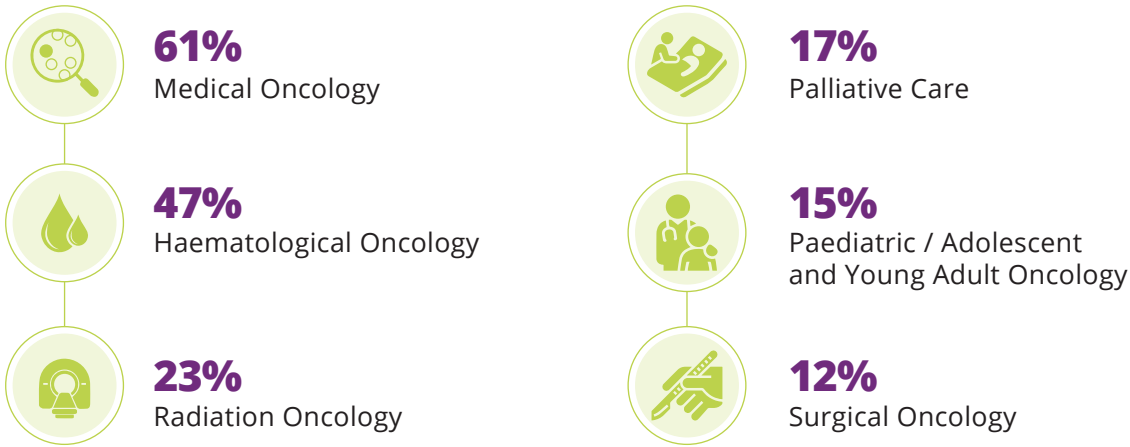 61%
Medical Oncology
47%
Haematological Oncology
23%
Radiation Oncology
17%
Palliative Care
15%
Paediatric / Adolescent
and Young Adult Oncology
12%
Surgical Oncology